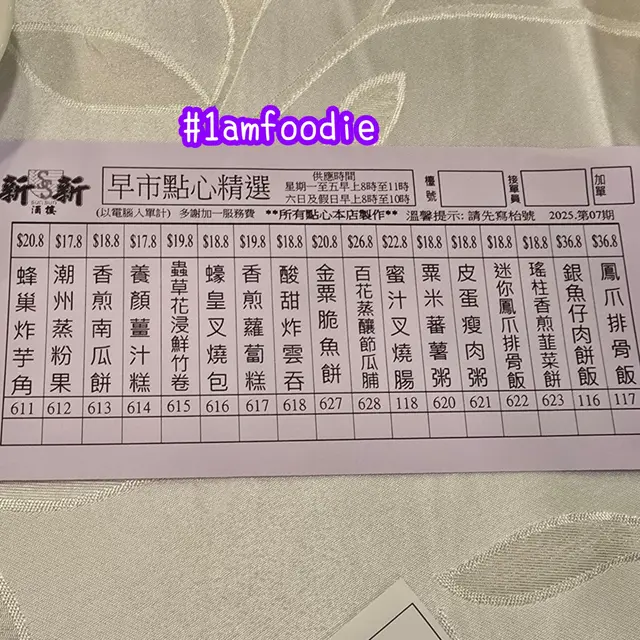 #1amfoodie
新 SS 新
SUN SUN
酒樓
早市點心精選
供應時間
星期一至五早上8時至11時
六日及假日早上8時至10時
檯號
接單員
加單
(以電腦入單計) 多謝加一服務費 **所有點心本店製作** 溫馨提示: 請先寫枱號 2025.第07期
$20.8 $17.8 $18.8 $17.8 $19.8 $18.8 $19.8 $18.8 $20.8 $26.8 $22.8 $18.8 $18.8 $18.8 $18.8 $36.8 $36.8
蜂巢炸芋角
潮州蒸粉果
香煎南瓜餅
養顏薑汁糕
蟲草花浸鮮竹卷
蠔皇叉燒包
香煎蘿蔔糕
酸甜炸雲吞
金粟脆魚餅
百花蒸釀節瓜脯
蜜汁叉燒腸
粟米蕃薯粥
皮蛋瘦肉粥
迷你鳳爪排骨飯
瑤柱香煎韮菜餅
銀魚仔肉餅飯
鳳爪排骨飯
611 612 613 614 615 616 617 618 627 628 118 620 621 622 623 116 117